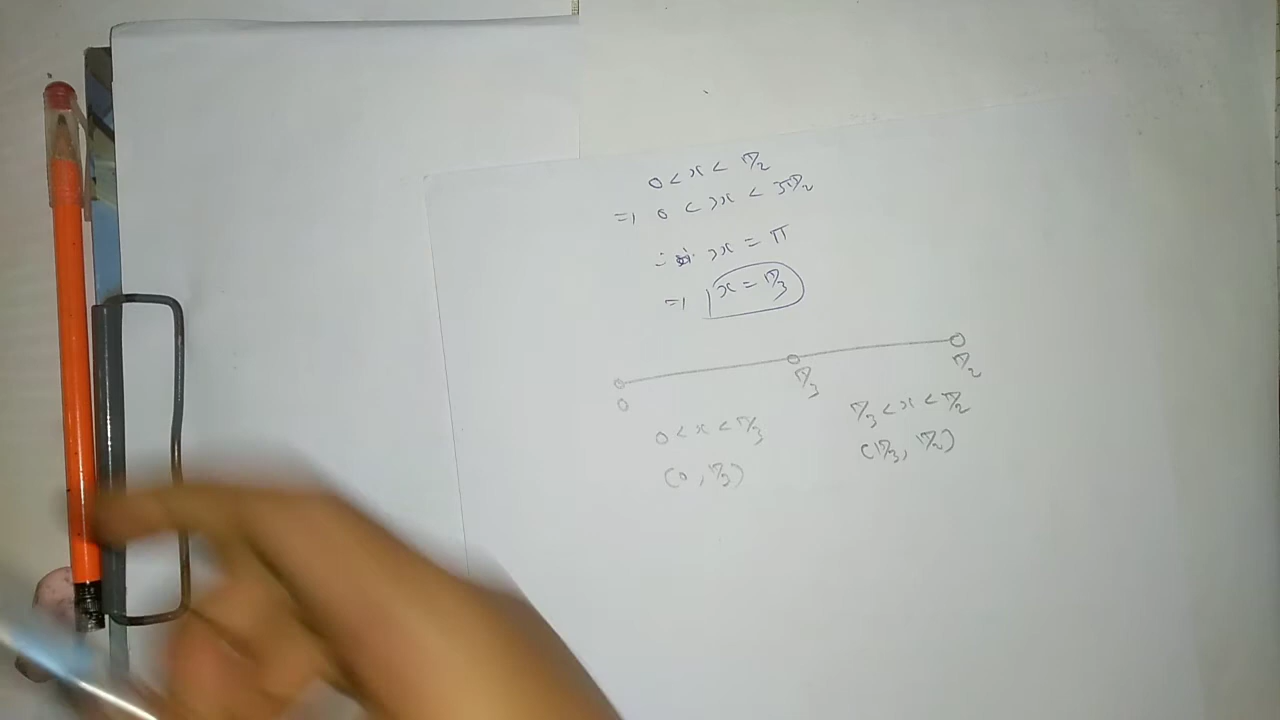 0 < x < π/2
=) 0 < 3x < 3π/2
∴ 3x = π
=) x = π/3
0
π/3
π/2
0 < x < π/3
π/3 < x < π/2
(0, π/3)
(π/3, π/2)